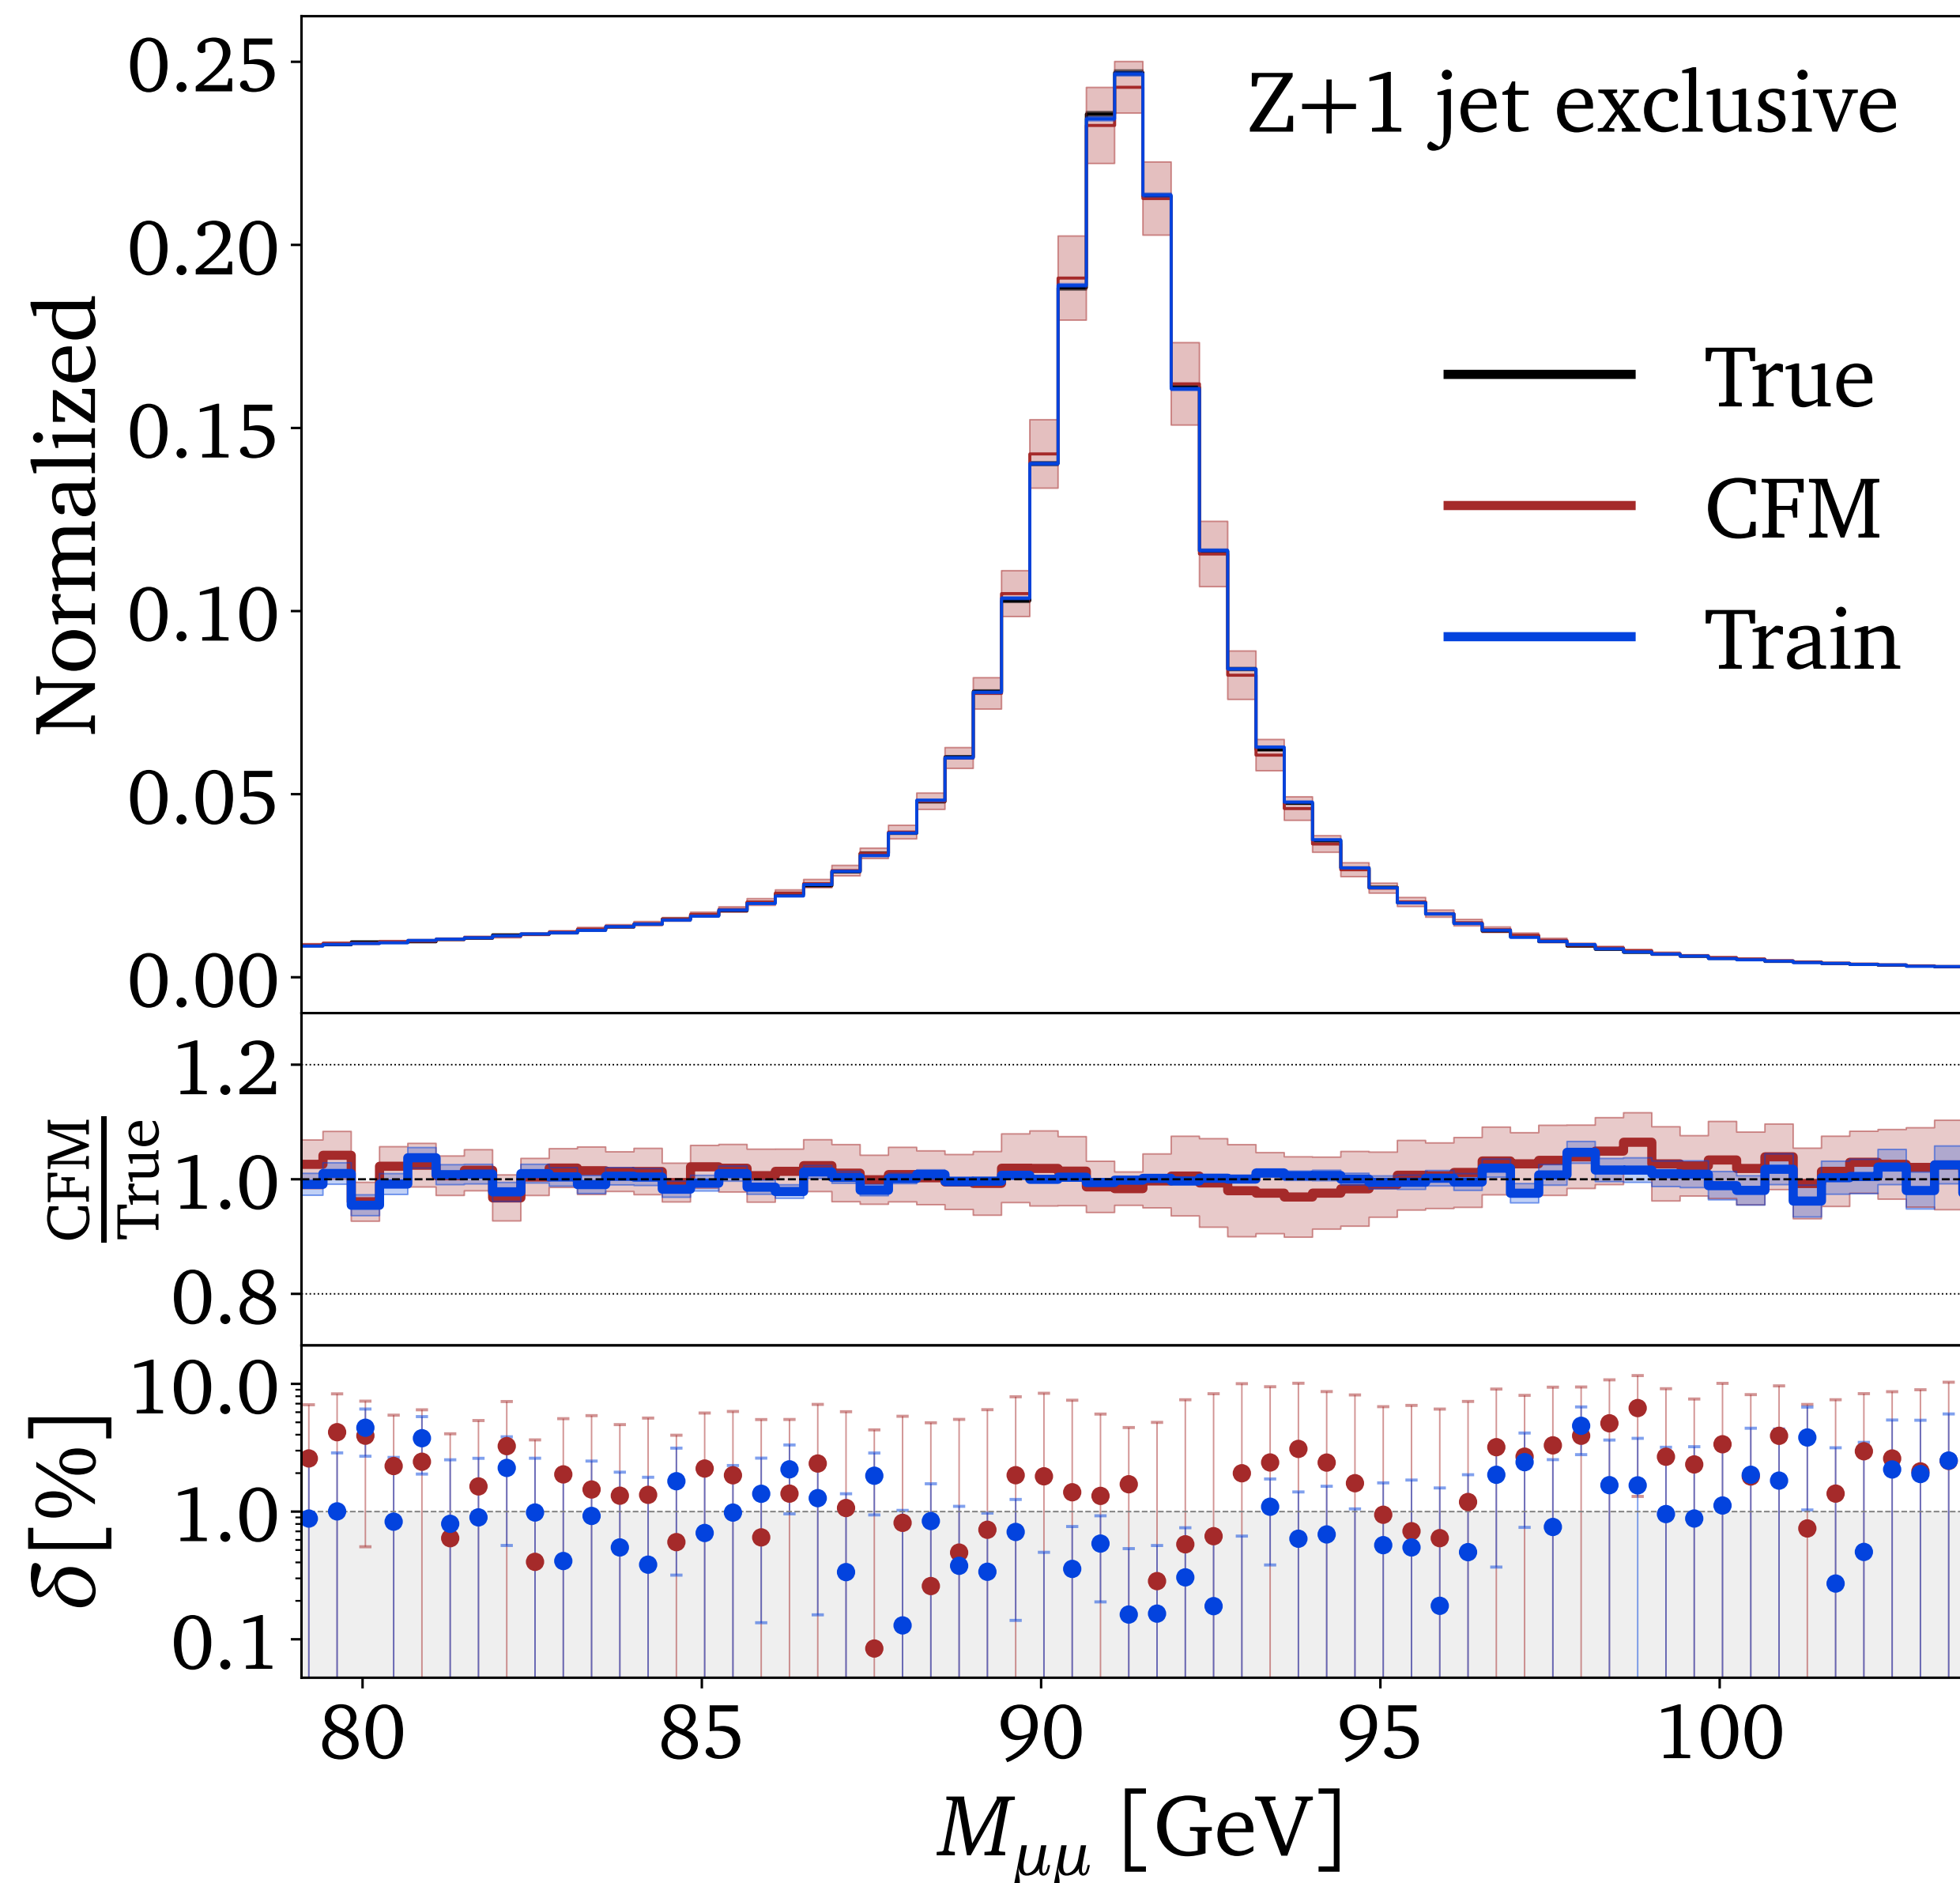 Z+1 jet exclusive
True
CFM
Train
Normalized
0.25
0.20
0.15
0.10
0.05
0.00
CFM
True
1.2
1.0
0.8
δ[%]
10.0
1.0
0.1
80 85 90 95 100
Mμμ [GeV]